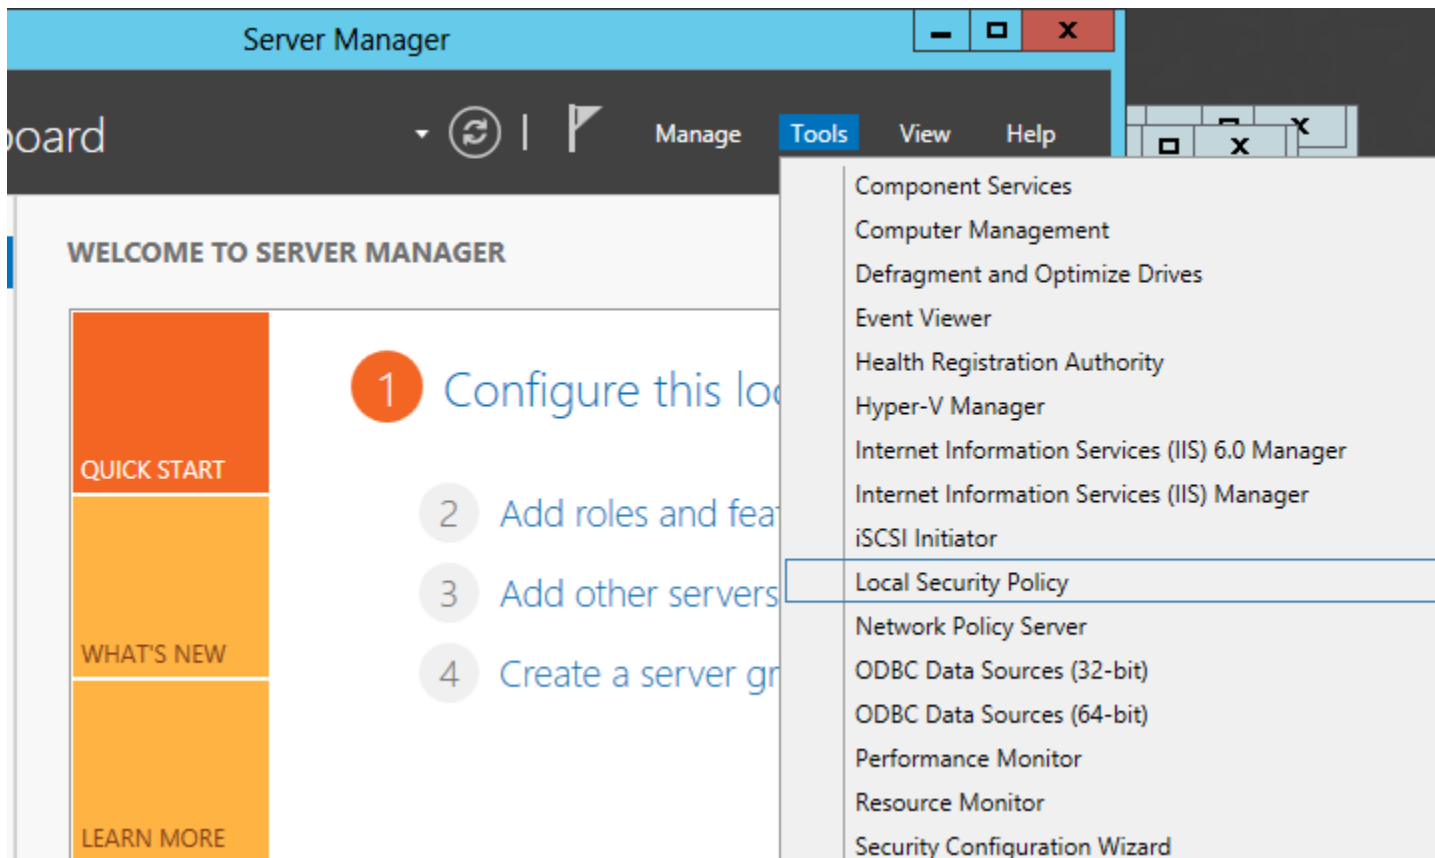 Server Manager
board
Manage Tools View Help
WELCOME TO SERVER MANAGER
QUICK START
WHAT'S NEW
LEARN MORE
1 Configure this loc
2 Add roles and fea
3 Add other servers
4 Create a server gr
Component Services
Computer Management
Defragment and Optimize Drives
Event Viewer
Health Registration Authority
Hyper-V Manager
Internet Information Services (IIS) 6.0 Manager
Internet Information Services (IIS) Manager
iSCSI Initiator
Local Security Policy
Network Policy Server
ODBC Data Sources (32-bit)
ODBC Data Sources (64-bit)
Performance Monitor
Resource Monitor
Security Configuration Wizard